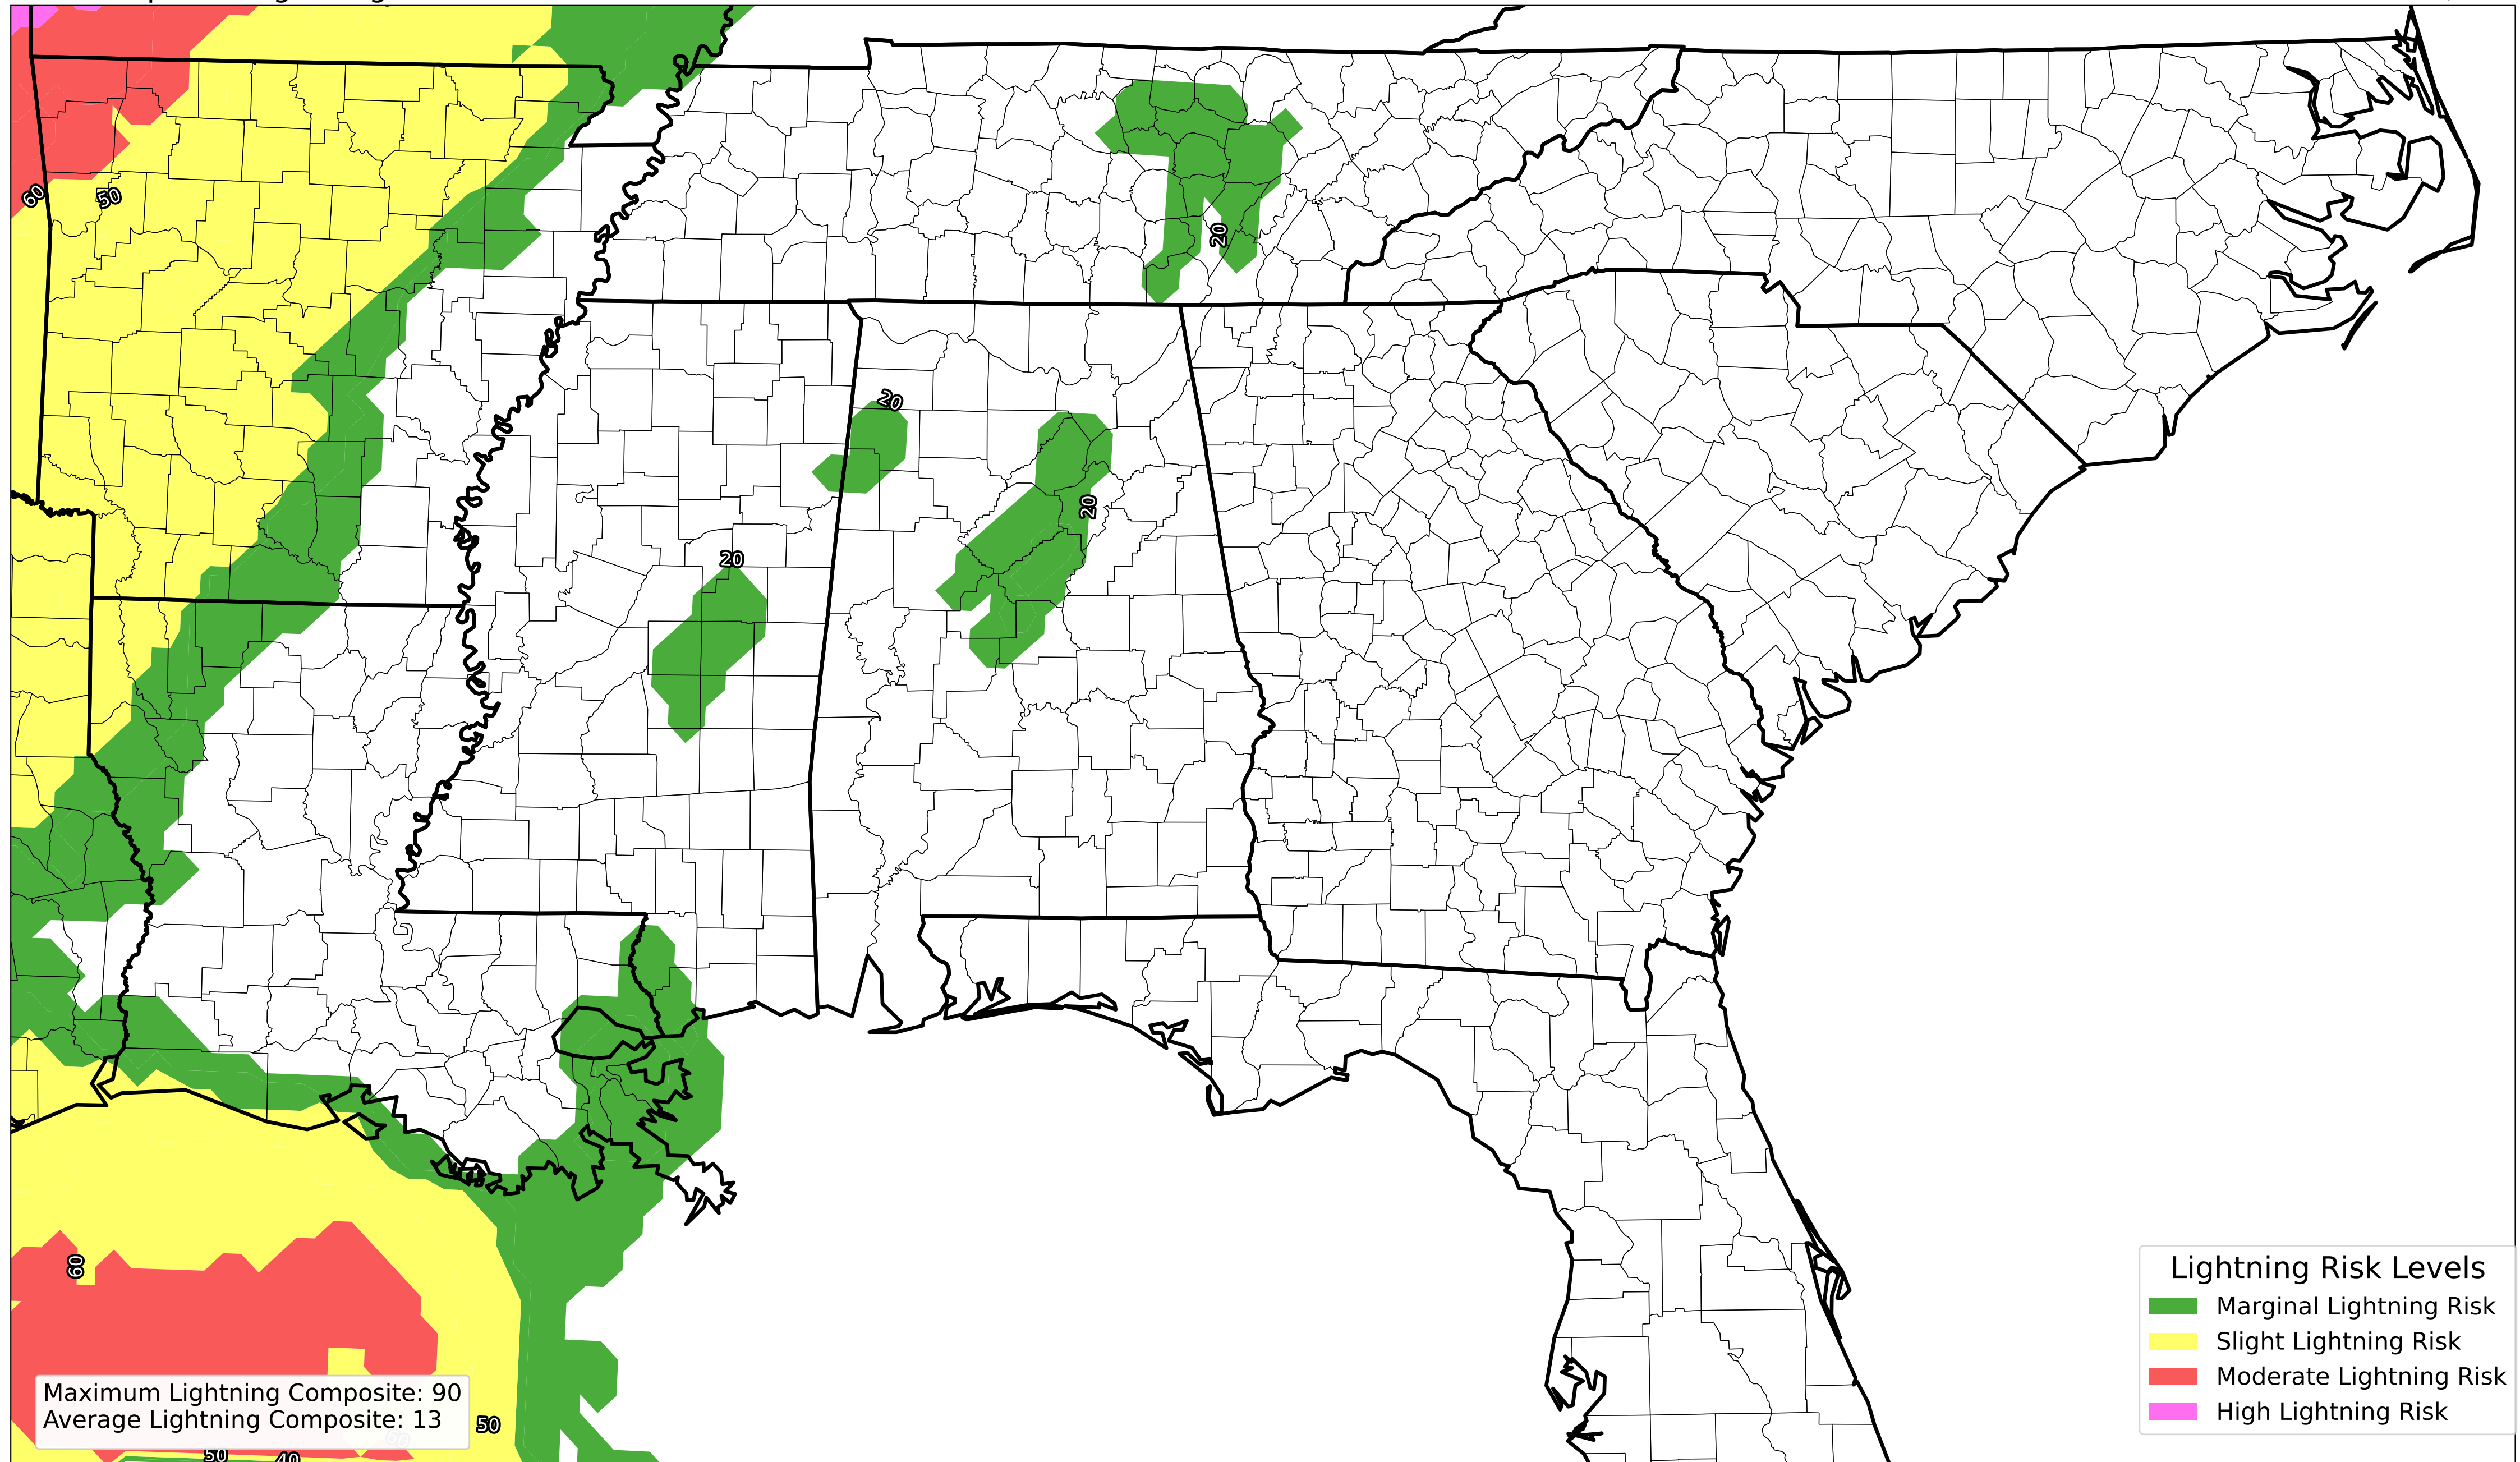 60
50
20
20
20
20
60
Lightning Risk Levels
Marginal Lightning Risk
Slight Lightning Risk
Moderate Lightning Risk
High Lightning Risk
Maximum Lightning Composite: 90
Average Lightning Composite: 13
50
50
40